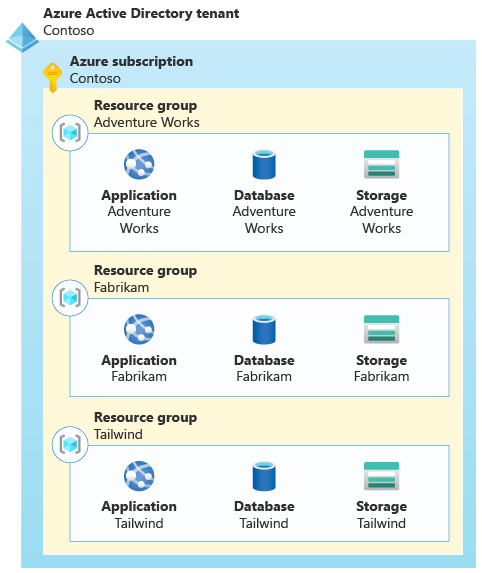 Azure Active Directory tenant
Contoso
Azure subscription
Contoso
Resource group
Adventure Works
Application
Adventure
Works
Database
Adventure
Works
Storage
Adventure
Works
Resource group
Fabrikam
Application
Fabrikam
Database
Fabrikam
Storage
Fabrikam
Resource group
Tailwind
Application
Tailwind
Database
Tailwind
Storage
Tailwind